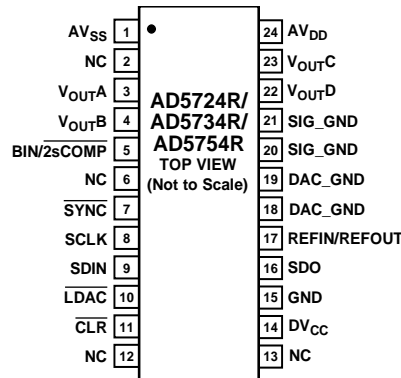 AVSS 1
NC 2
VOUTA 3
VOUTB 4
BIN/2sCOMP 5
NC 6
SYNC 7
SCLK 8
SDIN 9
LDAC 10
CLR 11
NC 12
AD5724R/
AD5734R/
AD5754R
TOP VIEW
(Not to Scale)
24 AVDD
23 VOUTC
22 VOUTD
21 SIG_GND
20 SIG_GND
19 DAC_GND
18 DAC_GND
17 REFIN/REFOUT
16 SDO
15 GND
14 DVCC
13 NC